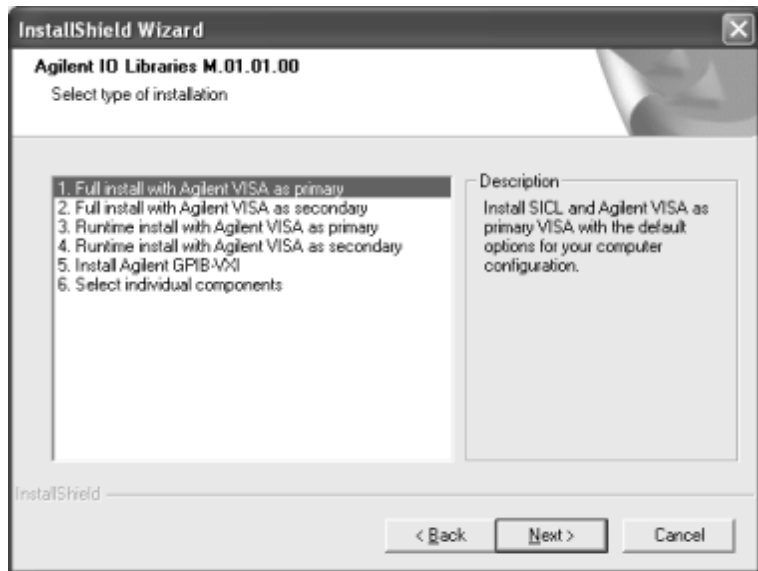 InstallShield Wizard
Agilent IO Libraries M.01.01.00
Select type of installation
1. Full install with Agilent VISA as primary
2. Full install with Agilent VISA as secondary
3. Runtime install with Agilent VISA as primary
4. Runtime install with Agilent VISA as secondary
5. Install Agilent GPIB-VXI
6. Select individual components
Description
Install SICL and Agilent VISA as
primary VISA with the default
options for your computer
configuration.
InstallShield
< Back
Next >
Cancel